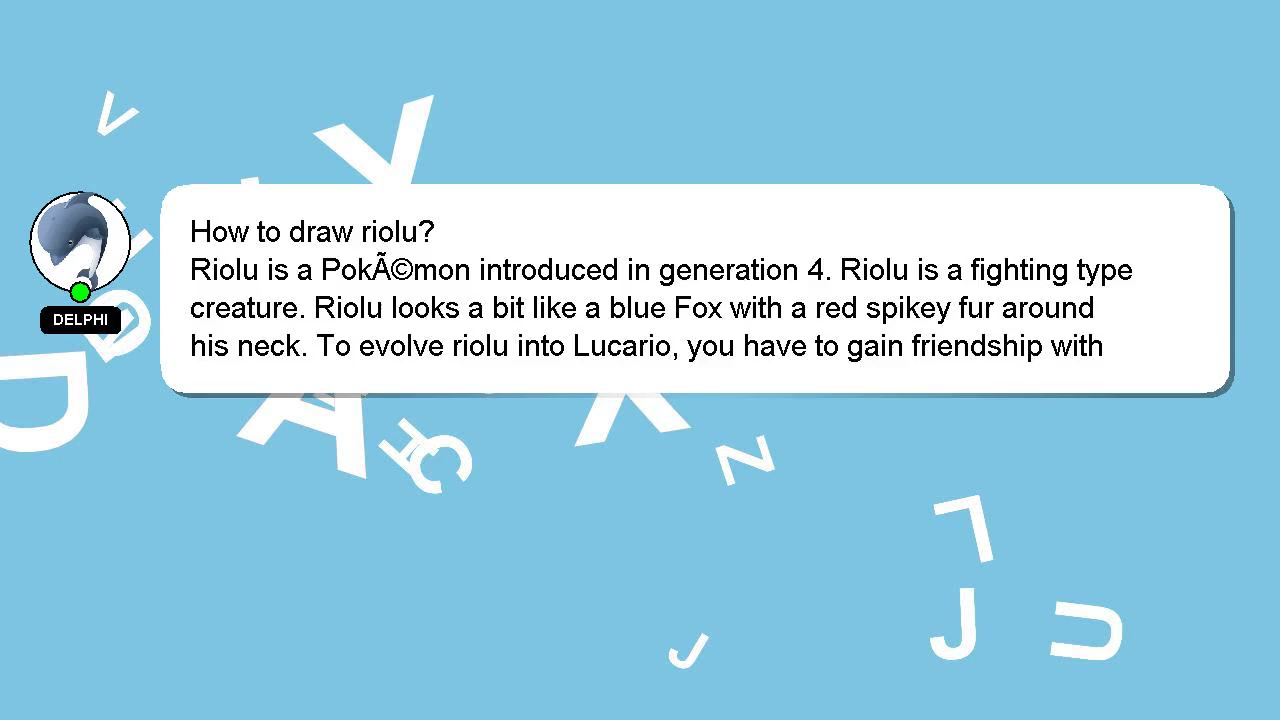 V
Y
How to draw riolu?
Riolu is a PokÃ©mon introduced in generation 4. Riolu is a fighting type
creature. Riolu looks a bit like a blue Fox with a red spikey fur around
his neck. To evolve riolu into Lucario, you have to gain friendship with
DELPHI
D
A
H
C
X
N
L
J
U
J